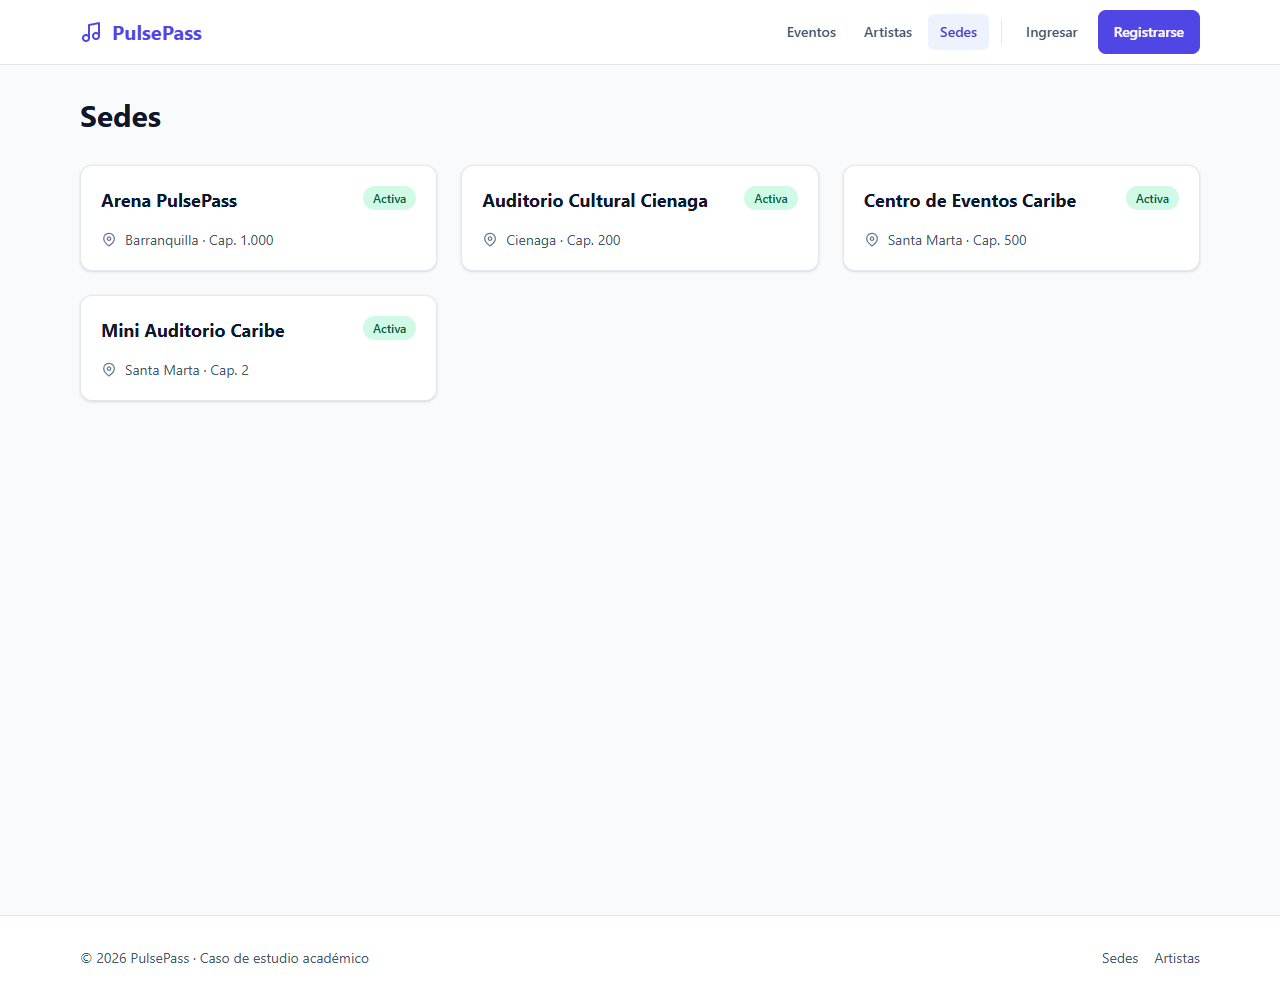 PulsePass
Eventos Artistas Sedes Ingresar Registrarse
Sedes
Arena PulsePass Activa
Barranquilla · Cap. 1.000
Auditorio Cultural Cienaga Activa
Cienaga · Cap. 200
Centro de Eventos Caribe Activa
Santa Marta · Cap. 500
Mini Auditorio Caribe Activa
Santa Marta · Cap. 2
© 2026 PulsePass · Caso de estudio académico
Sedes Artistas